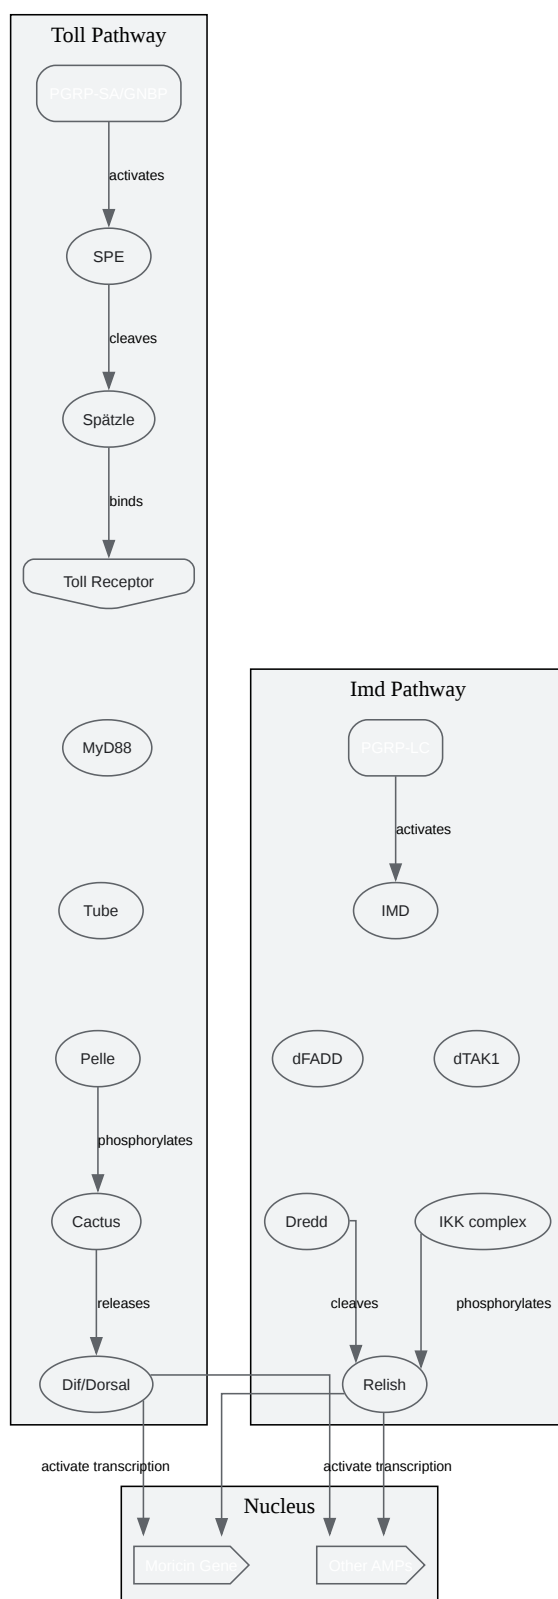 Toll Pathway
PGRP-SA/GNBP
activates
SPE
cleaves
Spätzle
binds
Toll Receptor
MyD88
Tube
Pelle
phosphorylates
Cactus
releases
Dif/Dorsal
Imd Pathway
PGRP-LC
activates
IMD
dFADD
dTAK1
Dredd
IKK complex
cleaves
phosphorylates
Relish
activate transcription
activate transcription
Nucleus
Moricin Gene
Other AMPs